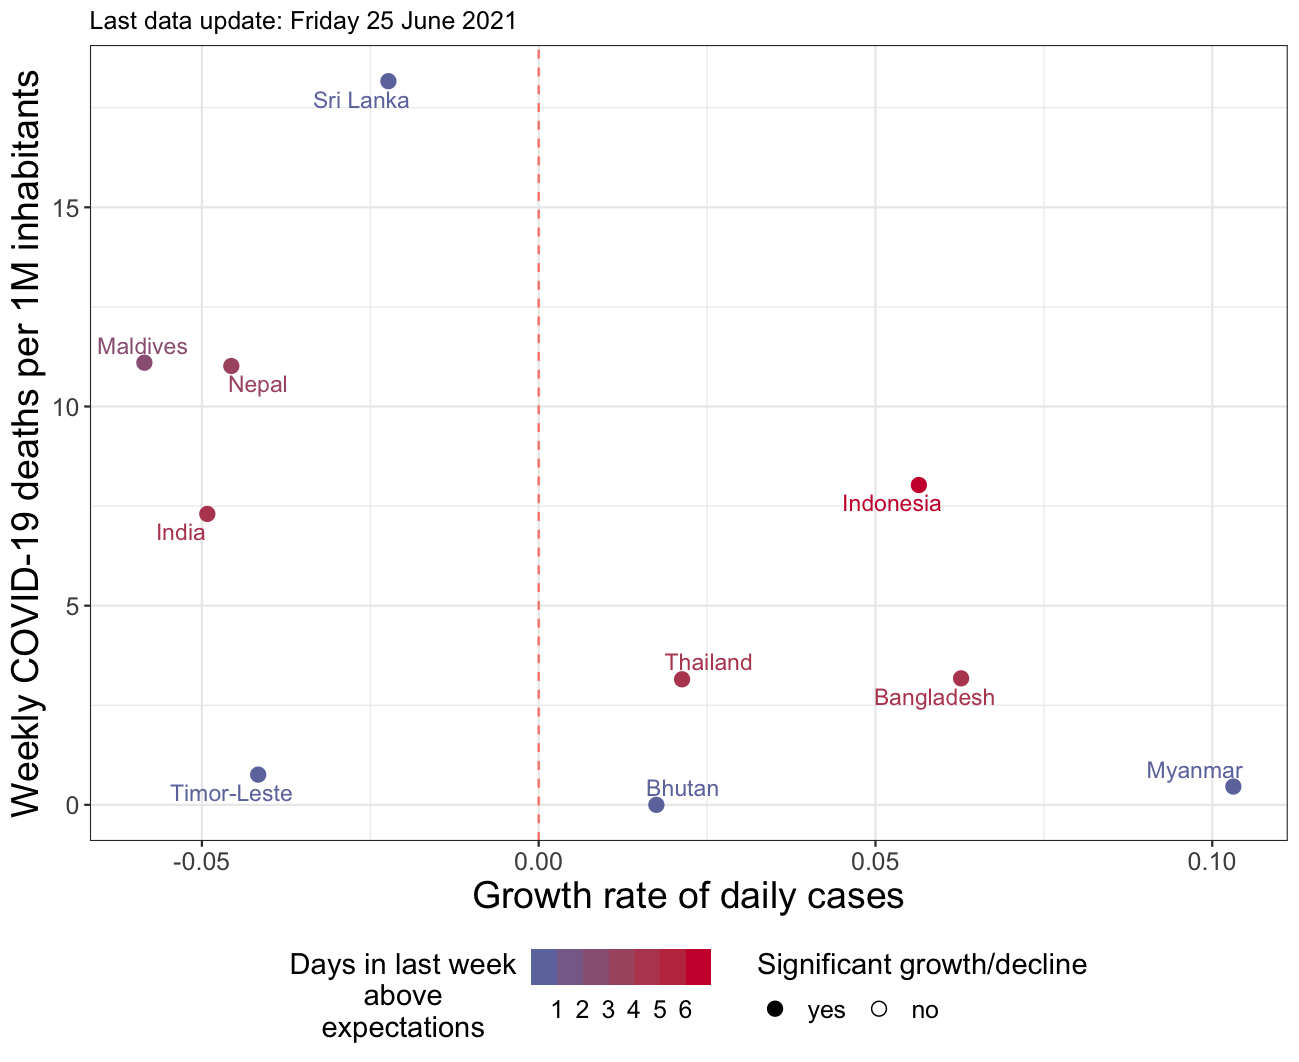 Last data update: Friday 25 June 2021
Weekly COVID-19 deaths per 1M inhabitants
15
10
5
0
Sri Lanka
Maldives
Nepal
India
Indonesia
Thailand
Bangladesh
Timor-Leste
Bhutan
Myanmar
-0.05 0.00 0.05 0.10
Growth rate of daily cases
Days in last week
above
expectations
1 2 3 4 5 6
Significant growth/decline
yes no